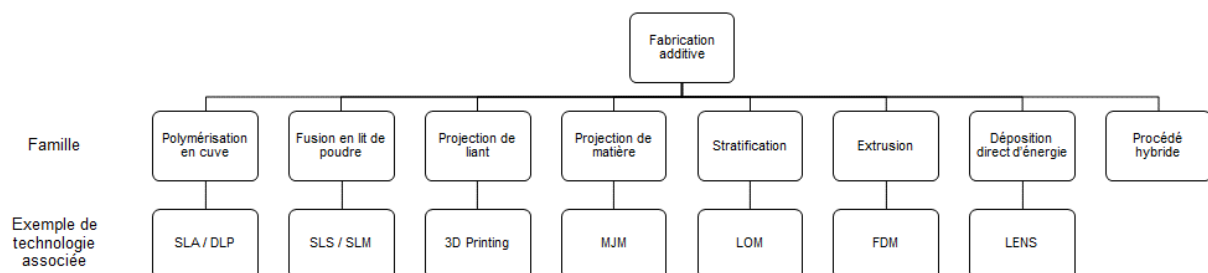 Fabrication
additive
Famille
Polymérisation
en cuve
Fusion en lit de
poudre
Projection de
liant
Projection de
matière
Stratification
Extrusion
Déposition
direct d'énergie
Procédé
hybride
Exemple de
technologie
associée
SLA / DLP
SLS / SLM
3D Printing
MJM
LOM
FDM
LENS